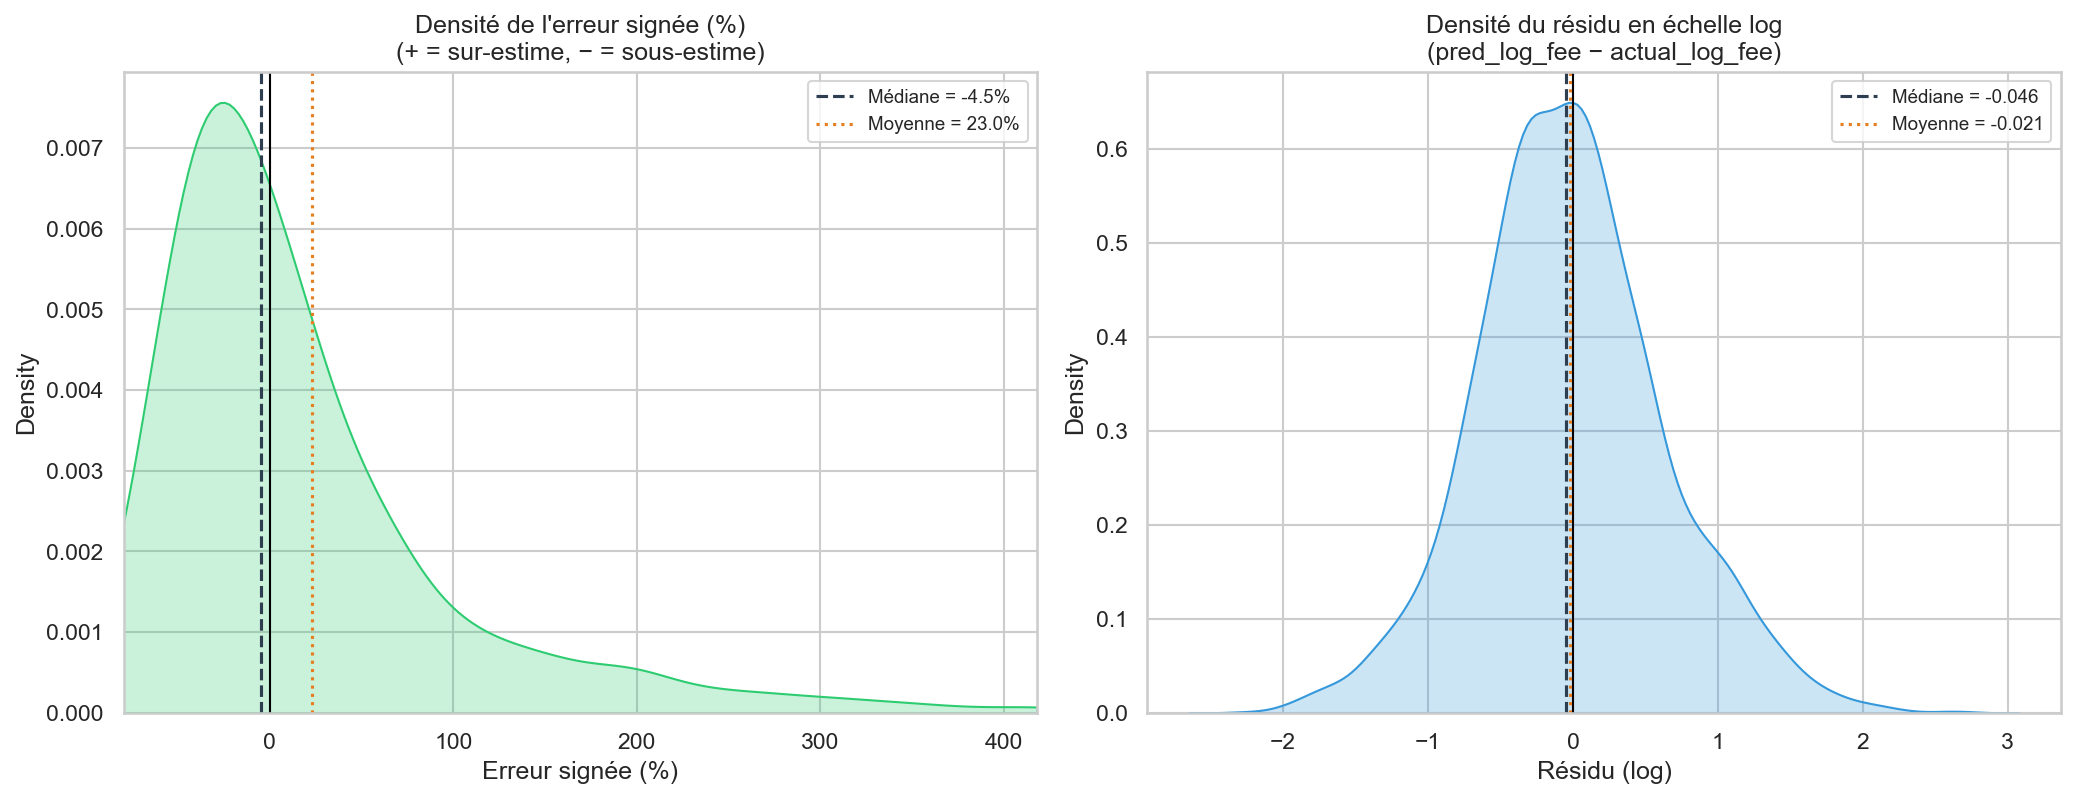 Densité de l'erreur signée (%)
(+ = sur-estime, − = sous-estime)
Médiane = -4.5%
Moyenne = 23.0%
0.007
0.006
0.005
0.004
0.003
0.002
0.001
0.000
Density
0
100
200
300
400
Erreur signée (%)
Densité du résidu en échelle log
(pred_log_fee − actual_log_fee)
Médiane = -0.046
Moyenne = -0.021
0.6
0.5
0.4
0.3
0.2
0.1
0.0
Density
−2
−1
0
1
2
3
Résidu (log)